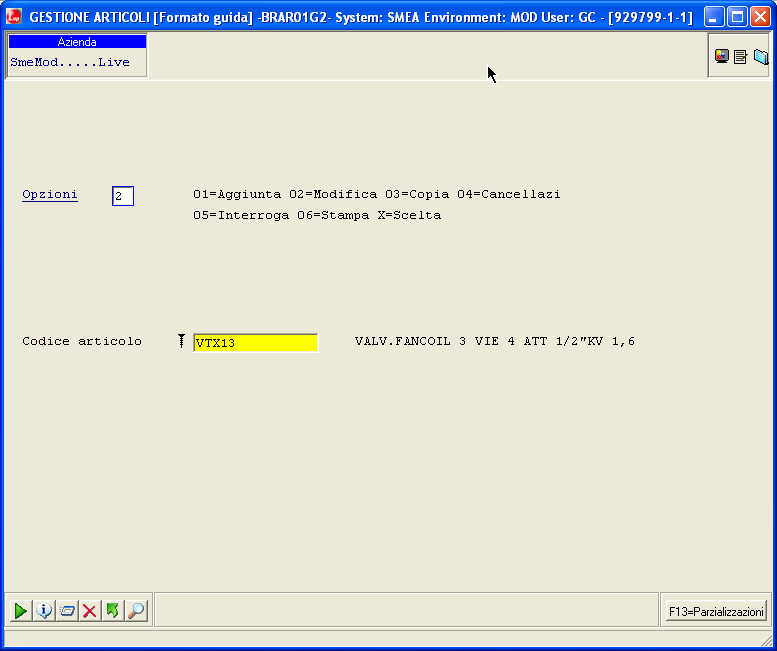 GESTIONE ARTICOLI [Formato guida] -BRAR01G2- System: SMEA Environment: MOD User: GC - [929799-1-1]
Azienda
SmeMod.....Live
Opzioni 2 01=Aggiunta 02=Modifica 03=Copia 04=Cancellazi
05=Interroga 06=Stampa X=Scelta
Codice articolo VTX13 VALV.FANCOIL 3 VIE 4 ATT 1/2"KV 1,6
F13=Parzializzazioni